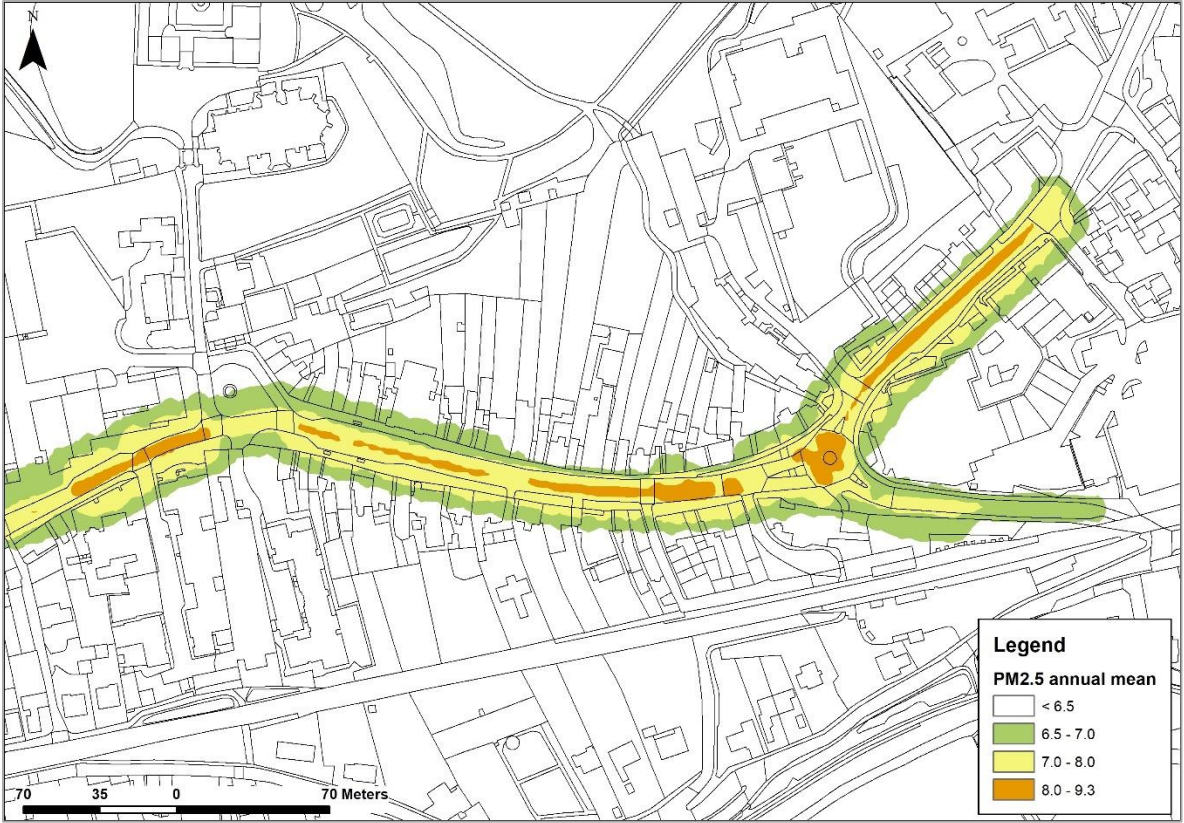 N
Legend
PM2.5 annual mean
< 6.5
6.5 - 7.0
7.0 - 8.0
8.0 - 9.3
70 35 0 70 Meters